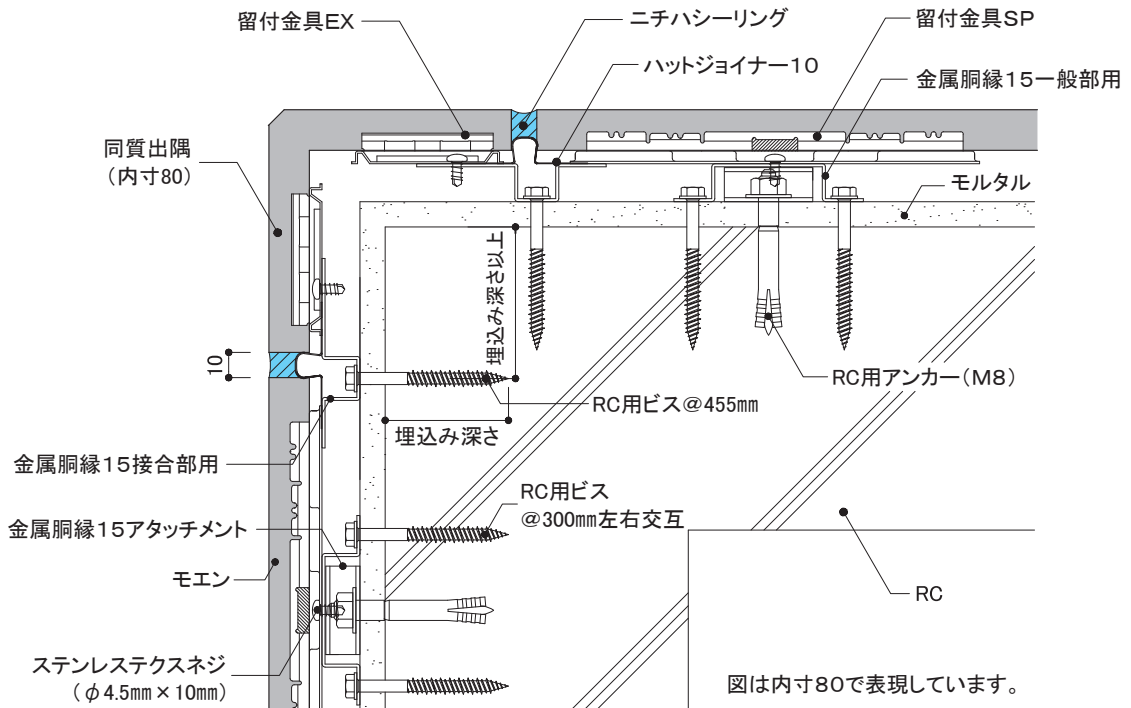 留付金具EX
ニチハシーリング
留付金具SP
ハットジョイナー10
金属胴縁15一般部用
同質出隅
(内寸80)
モルタル
埋込み深さ以上
10
RC用アンカー(M8)
RC用ビス@455mm
埋込み深さ
金属胴縁15接合部用
RC用ビス
@300mm左右交互
金属胴縁15アタッチメント
モエン
RC
ステンレステクスネジ
(φ4.5mm×10mm)
図は内寸80で表現しています。